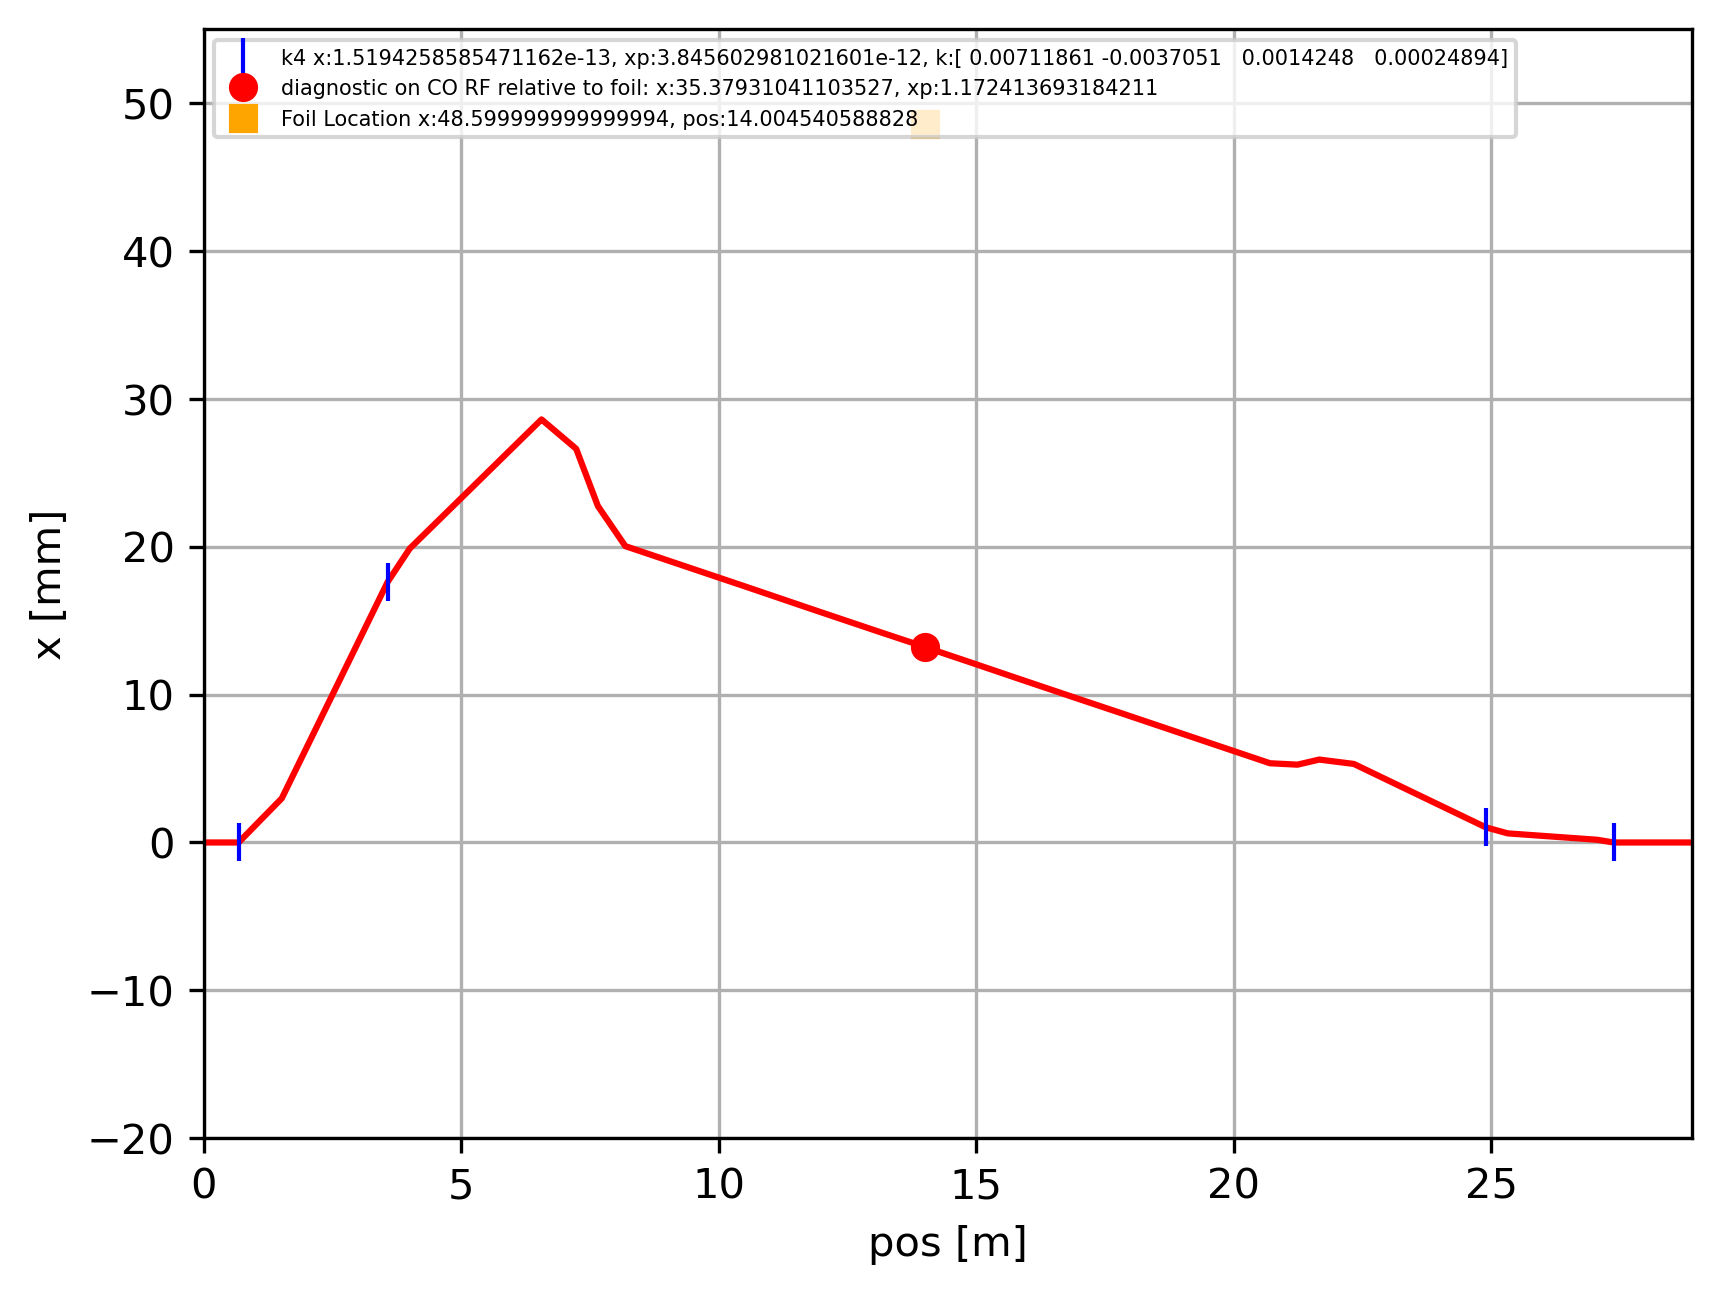 k4 x:1.5194258585471162e-13, xp:3.845602981021601e-12, k:[ 0.00711861 -0.0037051   0.0014248   0.00024894]
diagnostic on CO RF relative to foil: x:35.37931041103527, xp:1.172413693184211
Foil Location x:48.599999999999994, pos:14.004540588828
50
40
30
20
10
0
−10
−20
x [mm]
0 5 10 15 20 25
pos [m]